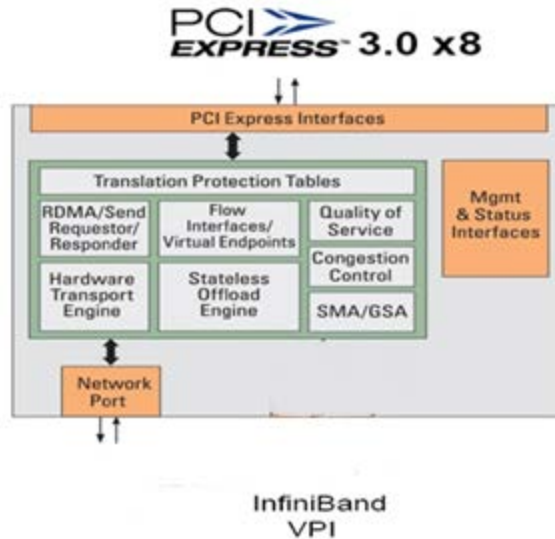 PCI
EXPRESS™ 3.0 x8
PCI Express Interfaces
Translation Protection Tables
RDMA/Send
Requestor/
Responder
Flow
Interfaces/
Virtual Endpoints
Quality of
Service
Mgmt
& Status
Interfaces
Hardware
Transport
Engine
Stateless
Offload
Engine
Congestion
Control
SMA/GSA
Network
Port
InfiniBand
VPI